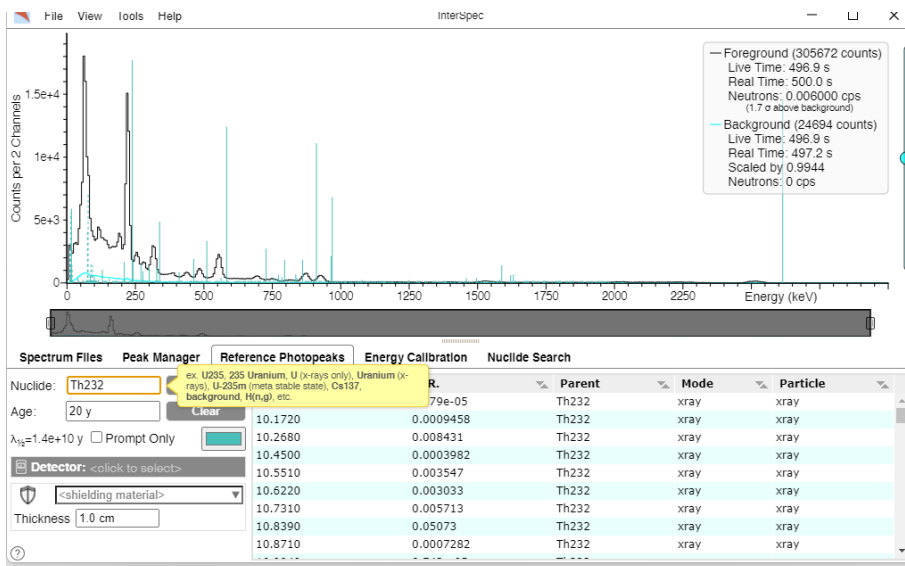 File View Tools Help InterSpec
Foreground (305672 counts)
Live Time: 496.9 s
Real Time: 500.0 s
Neutrons: 0.006000 cps
(1.7 σ above background)
Background (24694 counts)
Live Time: 496.9 s
Real Time: 497.2 s
Scaled by 0.9944
Neutrons: 0 cps
Counts per 2 Channels
1.5e+4
1e+4
5e+3
0
0 250 500 750 1000 1250 1500 1750 2000 2250 Energy (keV)
Spectrum Files Peak Manager Reference Photopeaks Energy Calibration Nuclide Search
Nuclide: Th232
ex. U235, 235 Uranium, U (x-rays only), Uranium (x-
rays), U-235m (meta stable state), Cs137,
background, H(n,g), etc.
Age: 20 y Clear
λ½=1.4e+10 y Prompt Only
Detector: <click to select>
<shielding material>
Thickness 1.0 cm
?
R. Parent Mode Particle
79e-05 Th232 xray xray
10.1720 0.0009458 Th232 xray xray
10.2680 0.008431 Th232 xray xray
10.4500 0.0003982 Th232 xray xray
10.5510 0.003547 Th232 xray xray
10.6220 0.003033 Th232 xray xray
10.7310 0.005713 Th232 xray xray
10.8390 0.05073 Th232 xray xray
10.8710 0.0007282 Th232 xray xray